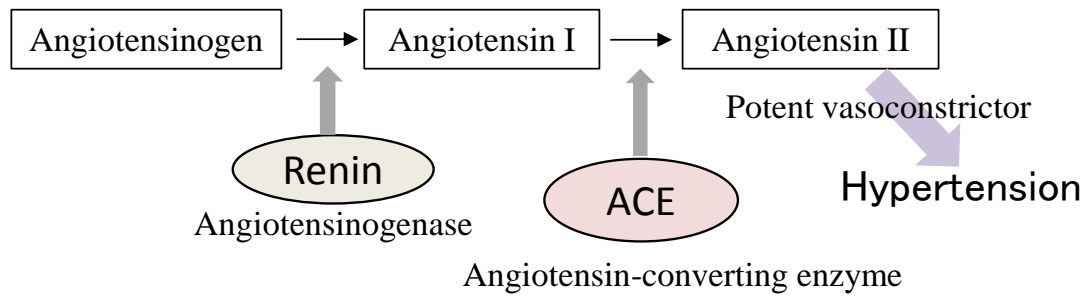 Angiotensinogen
Angiotensin I
Angiotensin II
Potent vasoconstrictor
Renin
Hypertension
ACE
Angiotensinogenase
Angiotensin-converting enzyme